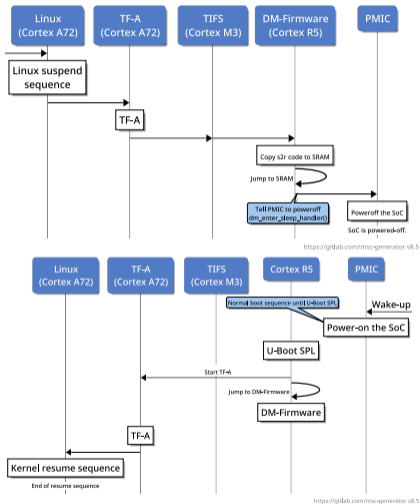 Linux
(Cortex A72)
TF-A
(Cortex A72)
TIFS
(Cortex M3)
DM-Firmware
(Cortex R5)
PMIC
Linux suspend
sequence
TF-A
Copy s2r code to SRAM
Jump to SRAM
Tell PMIC to poweroff
dm_enter_sleep_handler()
Poweroff the SoC
SoC is powered-off.
https://gitlab.com/msc-generator v8.5
Linux
(Cortex A72)
TF-A
(Cortex A72)
TIFS
(Cortex M3)
Cortex R5
PMIC
Normal boot sequence until U-Boot SPL
Wake-up
Power-on the SoC
U-Boot SPL
Start TF-A
Jump to DM-Firmware
DM-Firmware
TF-A
Kernel resume sequence
End of resume sequence
https://gitlab.com/msc-generator v8.5